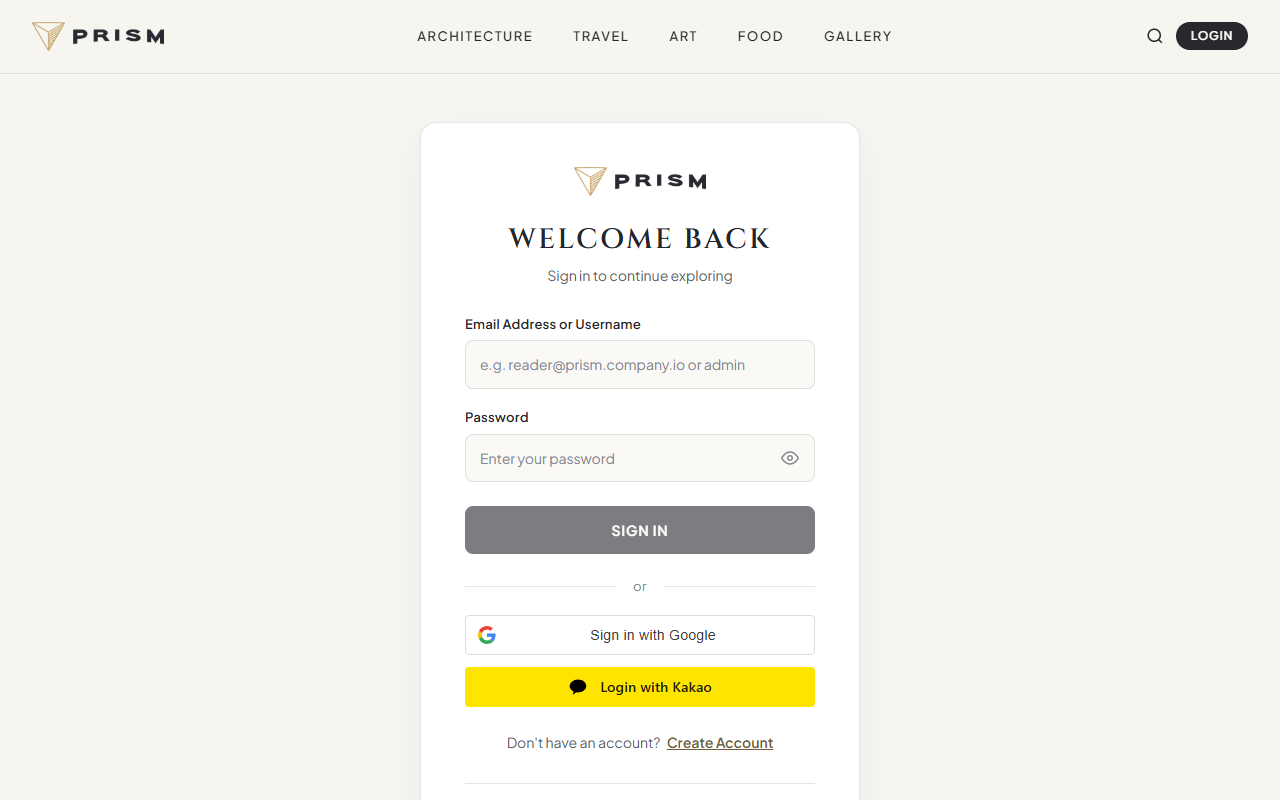 PRISM
ARCHITECTURE TRAVEL ART FOOD GALLERY
LOGIN
PRISM
WELCOME BACK
Sign in to continue exploring
Email Address or Username
e.g. reader@prism.company.io or admin
Password
Enter your password
SIGN IN
or
Sign in with Google
Login with Kakao
Don't have an account? Create Account